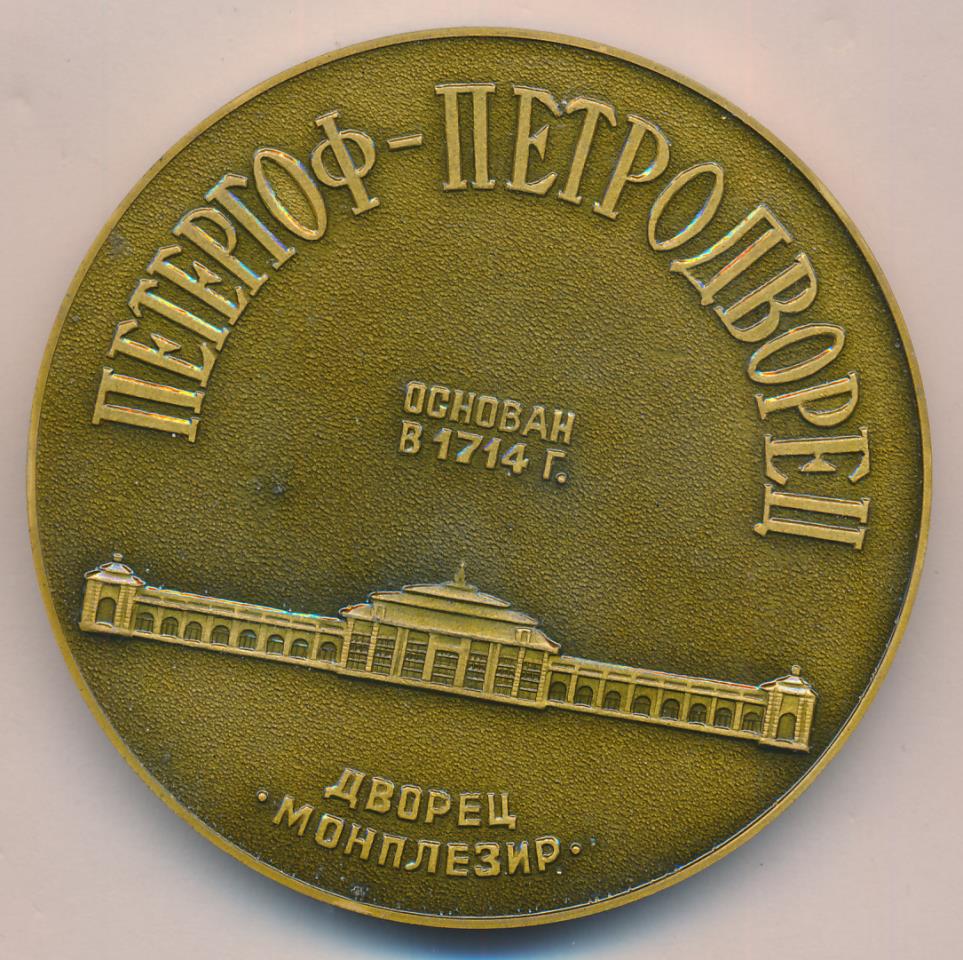 ПЕТЕРГОФ-ПЕТРОДВОРЕЦ
ОСНОВАН
В 1714 Г.
ДВОРЕЦ
·МОНПЛЕЗИР·